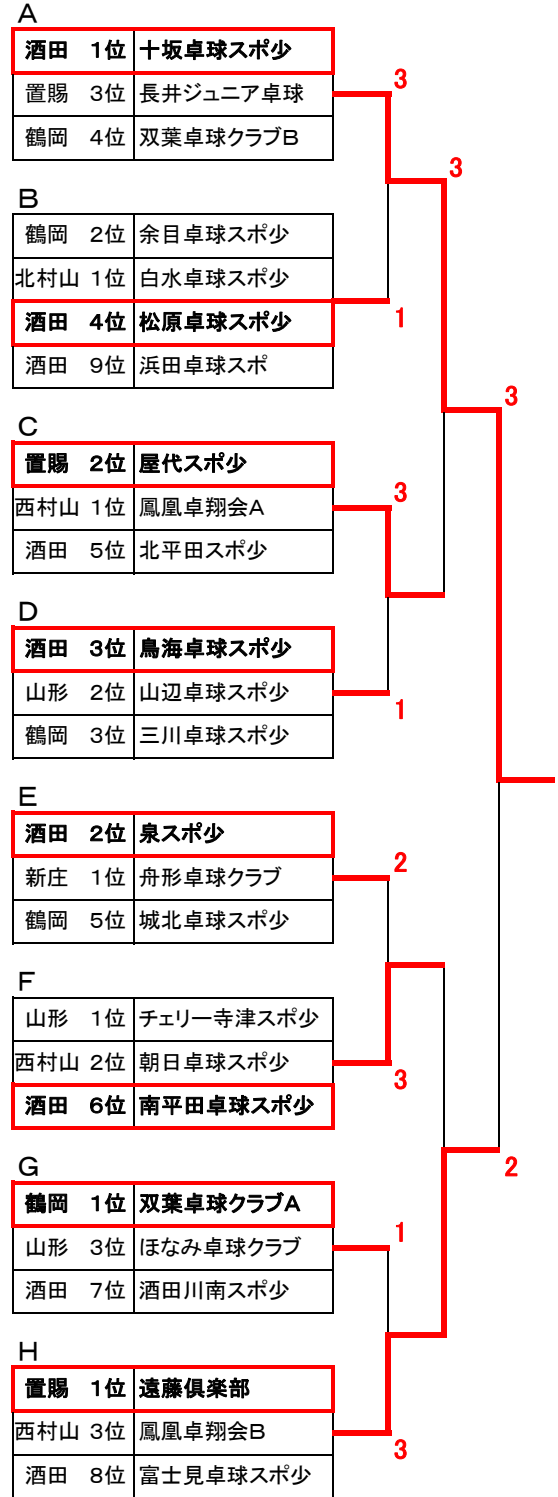 A
酒田 1位 十坂卓球スポ少
3
置賜 3位 長井ジュニア卓球
鶴岡 4位 双葉卓球クラブB
3
B
鶴岡 2位 余目卓球スポ少
北村山 1位 白水卓球スポ少
酒田 4位 松原卓球スポ少
1
酒田 9位 浜田卓球スポ
3
C
置賜 2位 屋代スポ少
3
西村山 1位 鳳凰卓翔会A
酒田 5位 北平田スポ少
D
酒田 3位 鳥海卓球スポ少
山形 2位 山辺卓球スポ少
1
鶴岡 3位 三川卓球スポ少
E
酒田 2位 泉スポ少
2
新庄 1位 舟形卓球クラブ
鶴岡 5位 城北卓球スポ少
F
山形 1位 チェリー寺津スポ少
西村山 2位 朝日卓球スポ少
3
酒田 6位 南平田卓球スポ少
G
2
鶴岡 1位 双葉卓球クラブA
1
山形 3位 ほなみ卓球クラブ
酒田 7位 酒田川南スポ少
H
置賜 1位 遠藤倶楽部
西村山 3位 鳳凰卓翔会B
3
酒田 8位 富士見卓球スポ少